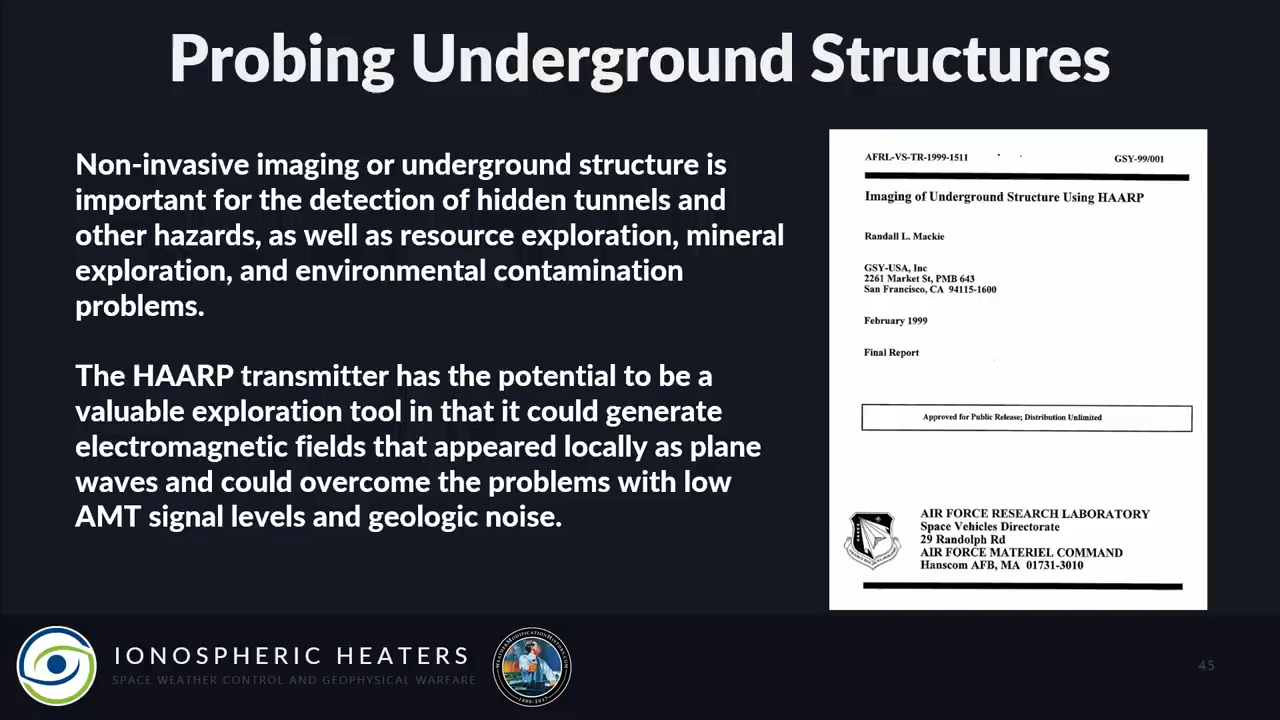 Probing Underground Structures
Non-invasive imaging or underground structure is
important for the detection of hidden tunnels and
other hazards, as well as resource exploration, mineral
exploration, and environmental contamination
problems.
The HAARP transmitter has the potential to be a
valuable exploration tool in that it could generate
electromagnetic fields that appeared locally as plane
waves and could overcome the problems with low
AMT signal levels and geologic noise.
AFRL-VS-TR-1999-1511
GSY-99/001
Imaging of Underground Structure Using HAARP
Randall L. Mackie
GSY-USA, Inc
2261 Market St, PMB 643
San Francisco, CA 94115-1600
February 1999
Final Report
Approved for Public Release; Distribution Unlimited
AIR FORCE RESEARCH LABORATORY
Space Vehicles Directorate
29 Randolph Rd
AIR FORCE MATERIEL COMMAND
Hanscom AFB, MA 01731-3010
IONOSPHERIC HEATERS
SPACE WEATHER CONTROL AND GEOPHYSICAL WARFARE
WEATHERMODIFICATIONHISTORY.COM
45